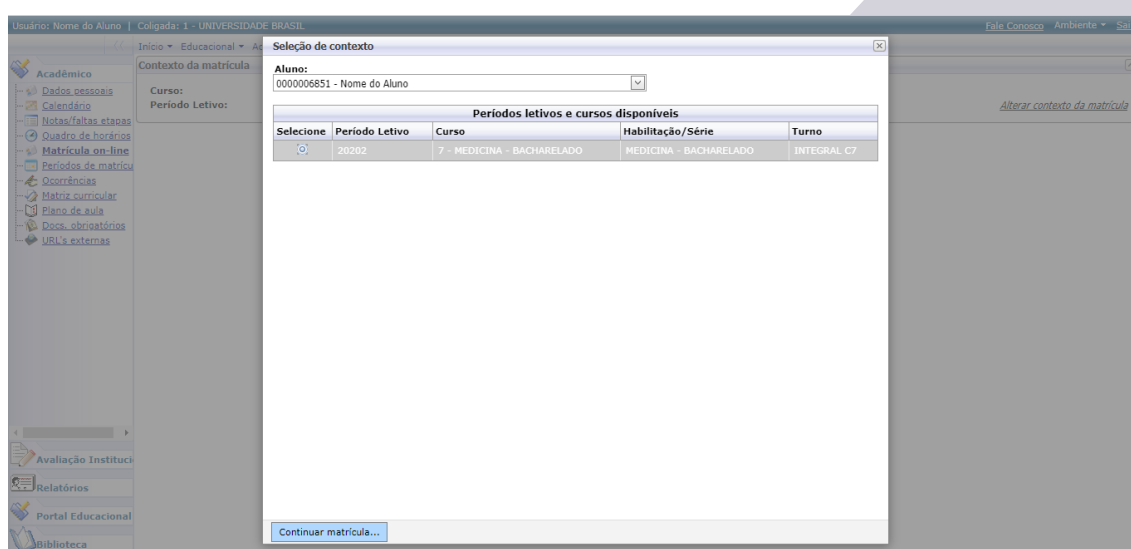 Usuário: Nome do Aluno | Coligada: 1 - UNIVERSIDADE BRASIL
Fale Conosco Ambiente
Início Educacional
Seleção de contexto
Contexto da matrícula
Curso:
Período Letivo:
Alterar contexto da matrícula
Acadêmico
Dados pessoais
Calendário
Notas/faltas etapas
Quadro de horários
Matrícula on-line
Períodos de matrícu
Ocorrências
Matriz curricular
Plano de aula
Docs. obrigatórios
URL's externas
Avaliação Instituci
Relatórios
Portal Educacional
Biblioteca
Aluno:
0000006851 - Nome do Aluno
Períodos letivos e cursos disponíveis
Selecione Período Letivo Curso Habilitação/Série Turno
20202 7 - MEDICINA - BACHARELADO MEDICINA - BACHARELADO INTEGRAL C7
Continuar matrícula...